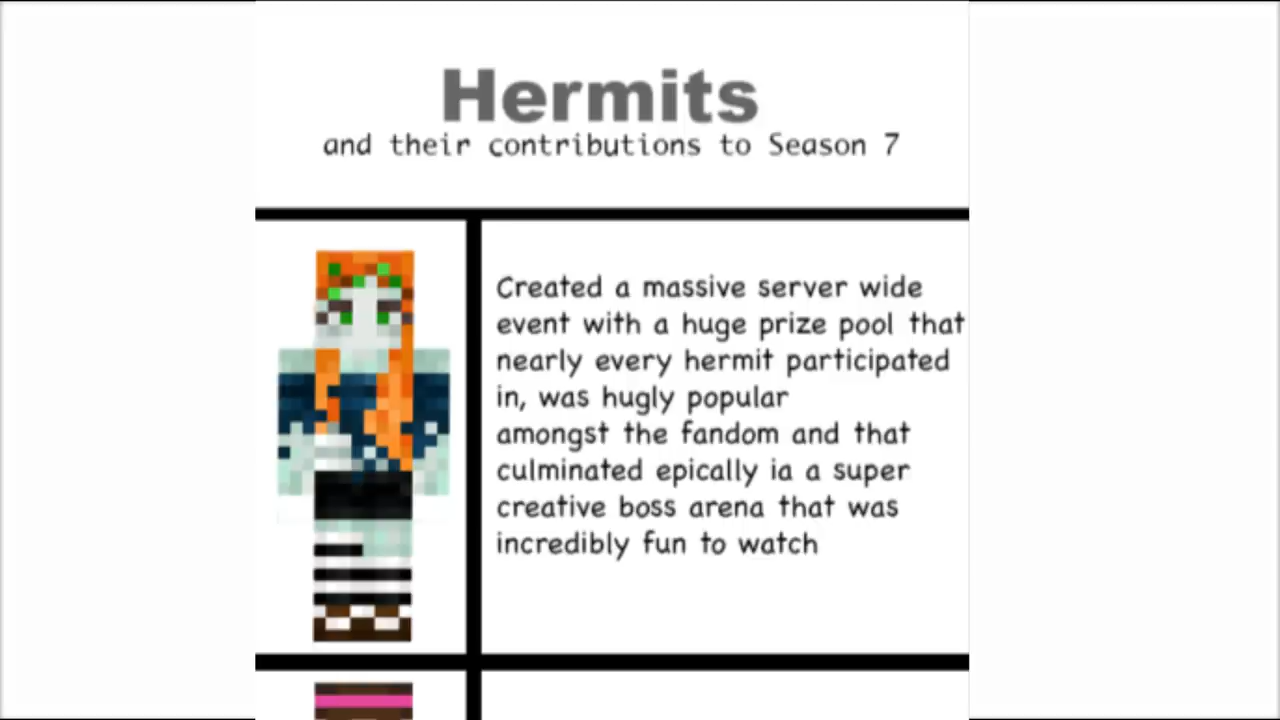 Hermits
and their contributions to Season 7
Created a massive server wide
event with a huge prize pool that
nearly every hermit participated
in, was hugly popular
amongst the fandom and that
culminated epically ia a super
creative boss arena that was
incredibly fun to watch